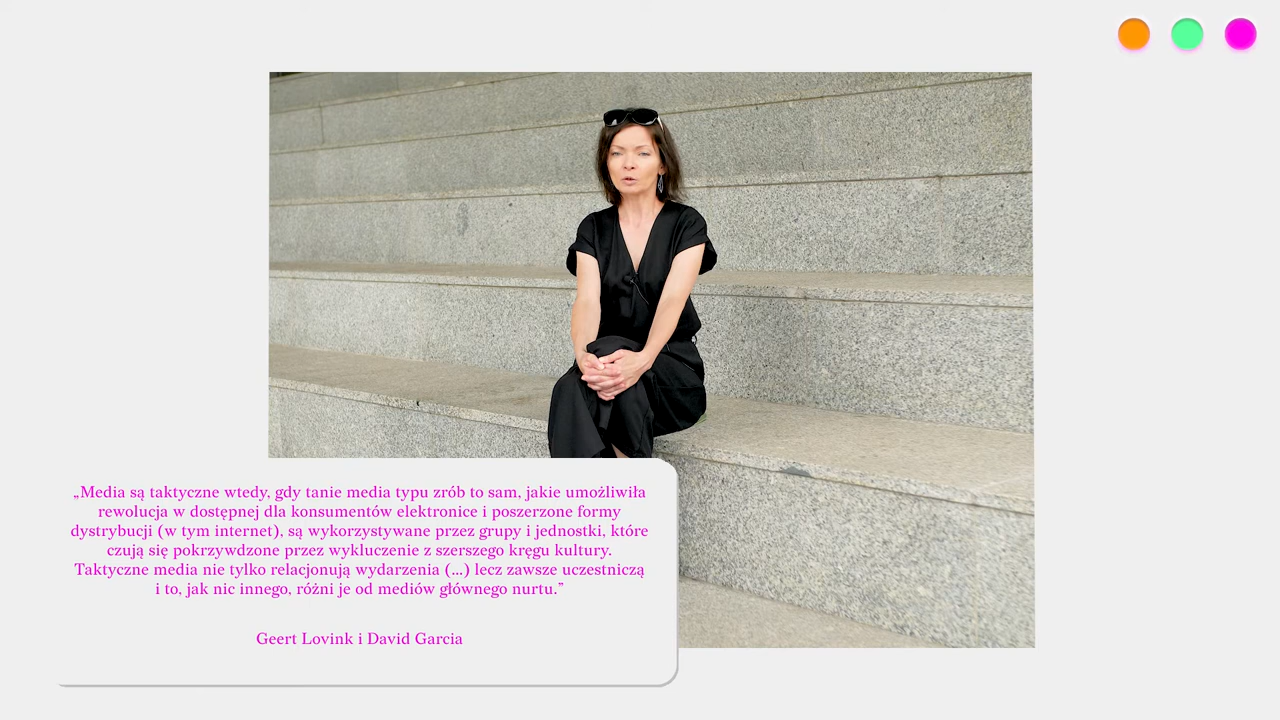 „Media są taktyczne wtedy, gdy tanie media typu zrób to sam, jakie umożliwiła
rewolucja w dostępnej dla konsumentów elektronice i poszerzone formy
dystrybucji (w tym internet), są wykorzystywane przez grupy i jednostki, które
czują się pokrzywdzone przez wykluczenie z szerszego kręgu kultury.
Taktyczne media nie tylko relacjonują wydarzenia (...) lecz zawsze uczestniczą
i to, jak nic innego, różni je od mediów głównego nurtu.”
Geert Lovink i David Garcia